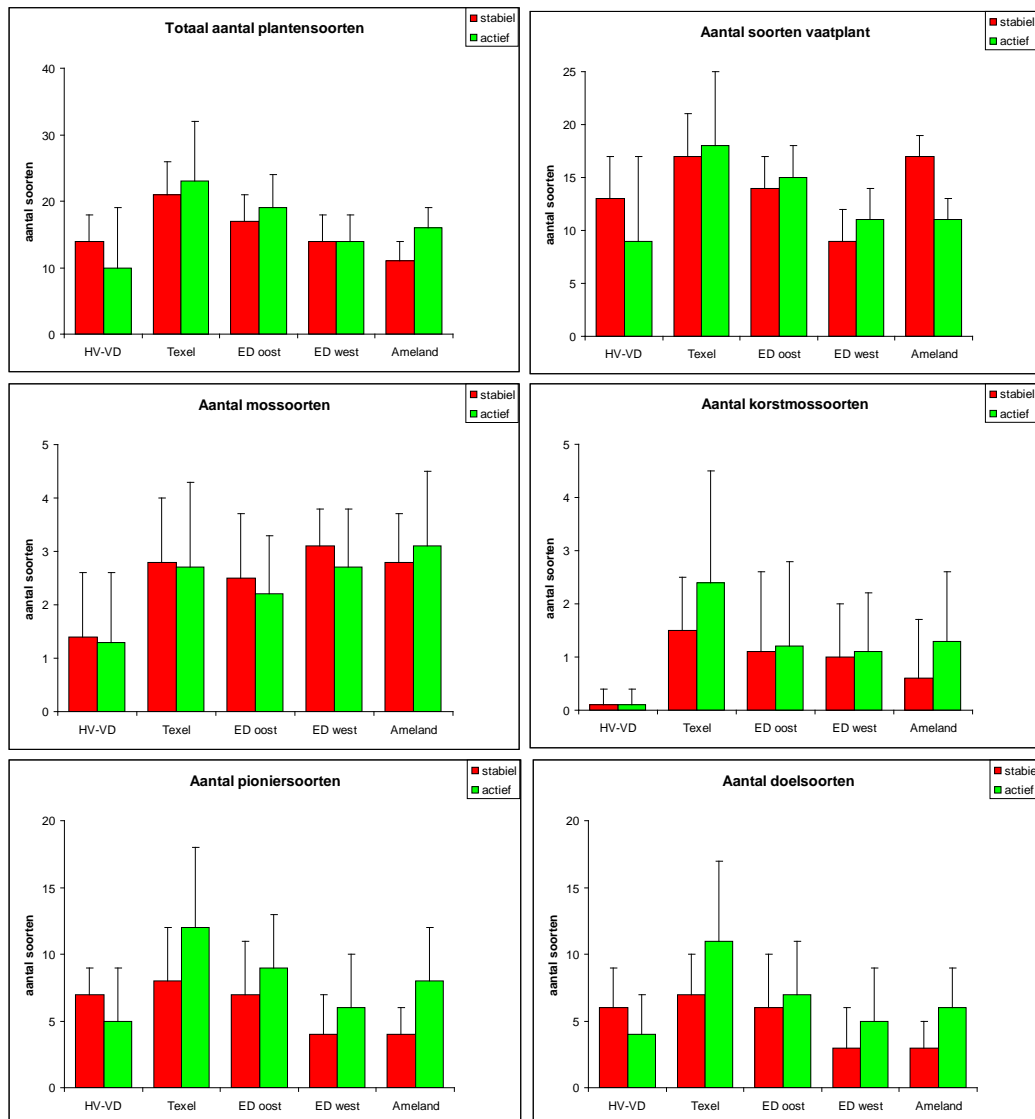 Totaal aantal plantensoorten
stabiel
actief
aantal soorten
40
30
20
10
0
HV-VD Texel ED oost ED west Ameland
Aantal soorten vaatplant
stabiel
actief
aantal soorten
25
20
15
10
5
0
HV-VD Texel ED oost ED west Ameland
Aantal mossoorten
stabiel
actief
aantal soorten
5
4
3
2
1
0
HV-VD Texel ED oost ED west Ameland
Aantal korstmossoorten
stabiel
actief
aantal soorten
5
4
3
2
1
0
HV-VD Texel ED oost ED west Ameland
Aantal pioniersoorten
stabiel
actief
aantal soorten
20
15
10
5
0
HV-VD Texel ED oost ED west Ameland
Aantal doelsoorten
stabiel
actief
aantal soorten
20
15
10
5
0
HV-VD Texel ED oost ED west Ameland